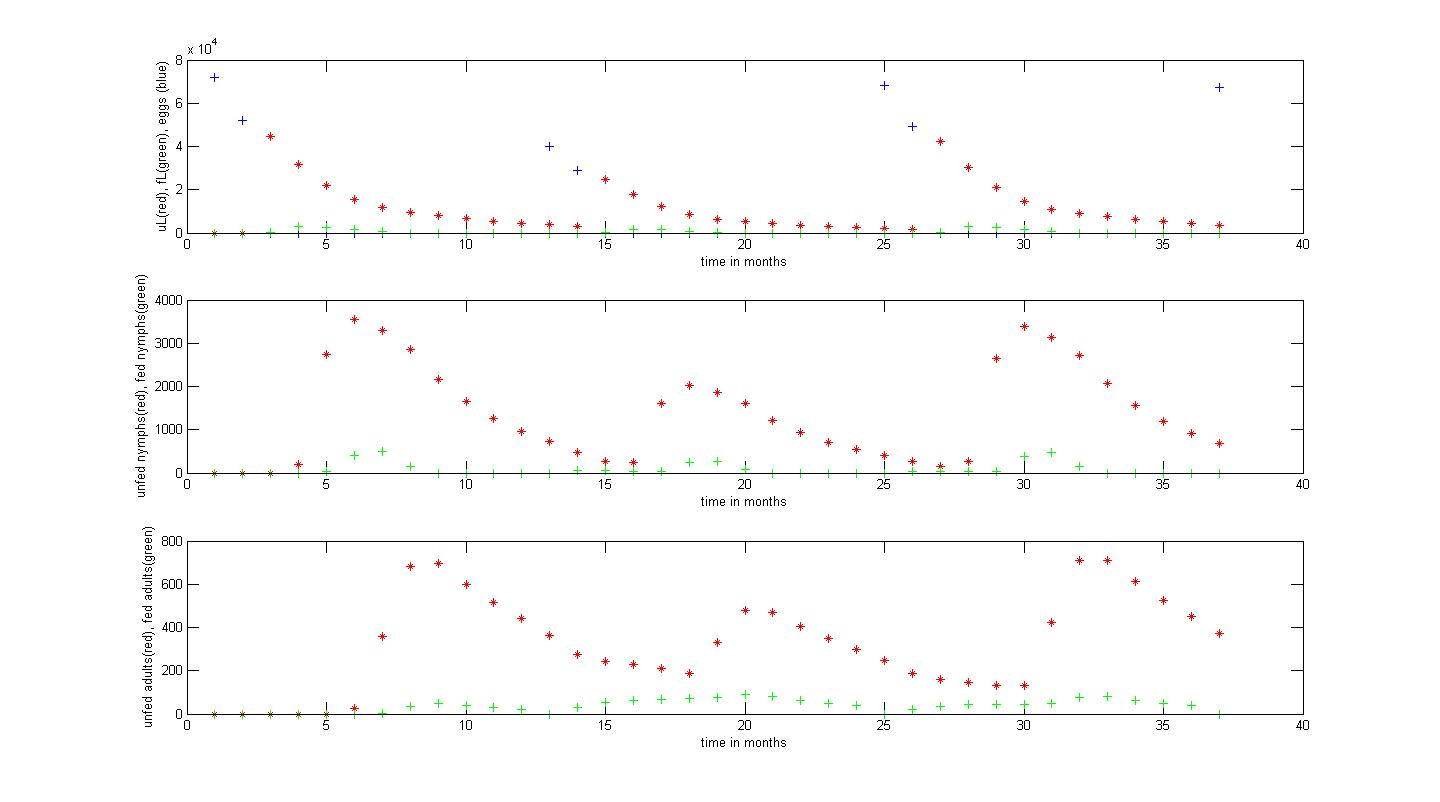 x 10^4
uL(red), fL(green), eggs (blue)
8
6
4
2
0
0 5 10 15 20 25 30 35 40
time in months
unfed nymphs(red), fed nymphs(green)
4000
3000
2000
1000
0
0 5 10 15 20 25 30 35 40
time in months
unfed adults(red), fed adults(green)
800
600
400
200
0
0 5 10 15 20 25 30 35 40
time in months